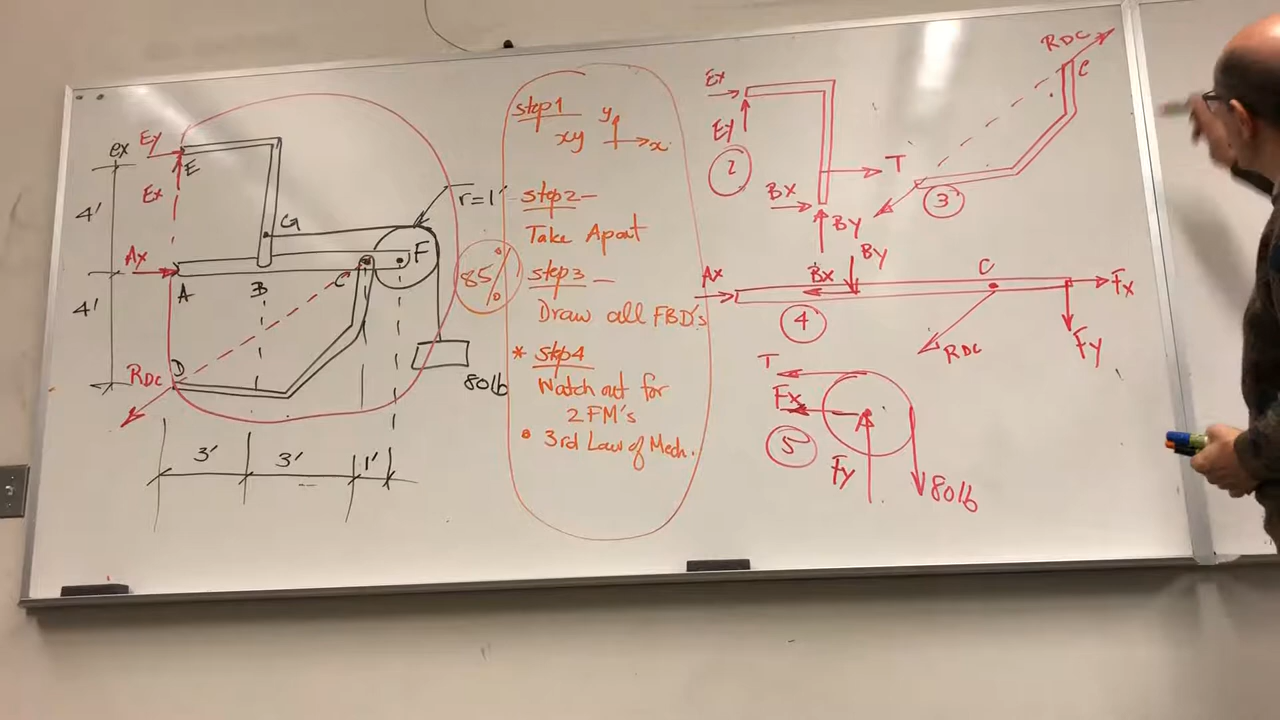 Ey
ex
E
Ex
4'
G
r=1'
Ax
F
A
B
C
4'
D
RDC
80lb
3'
3'
1'
85%
step1
xy
y
x
step2-
Take Apart
step3 -
Draw all FBD's
* step4
Watch out for
2 FM's
• 3rd Law of Mech.
Ex
Ey
2
T
Bx
By
RDC
C
3
By
Ax
Bx
C
Fx
4
RDC
Fy
T
Fx
5
Fy
80lb